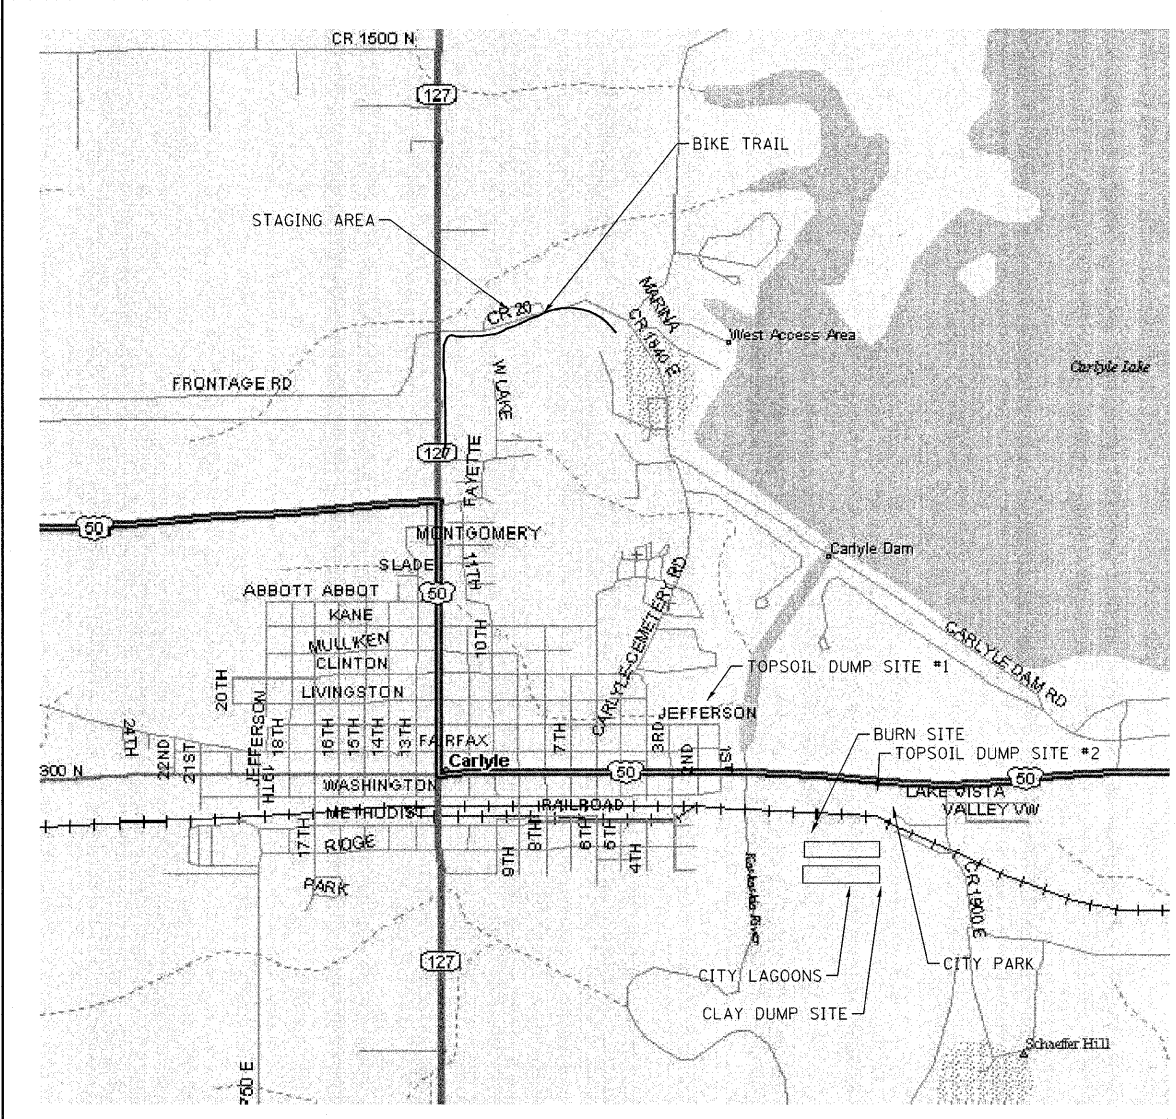 CR 1500 N
127
BIKE TRAIL
STAGING AREA
MARINA
CR 20
CR 1840 E
West Access Area
Carlyle Lake
FRONTAGE RD
W LAKE
127
FAYETTE
50
MONTGOMERY
Carlyle Dam
SLADE
11TH
ABBOTT ABBOT
50
KANE
MULLIKEN
10TH
CARLYLE-CEMETERY RD
CARLYLE DAM RD
CLINTON
TOPSOIL DUMP SITE #1
20TH
LIVINGSTON
JEFFERSON
JEFFERSON
24TH
22ND
21ST
19TH
18TH
16TH
15TH
14TH
13TH
FAIRFAX
7TH
3RD
2ND
1ST
BURN SITE
TOPSOIL DUMP SITE #2
Carlyle
300 N
50
50
WASHINGTON
LAKE VISTA
RAILROAD
VALLEY VW
METHODIST
17TH
RIDGE
9TH
8TH
6TH
5TH
4TH
PARK
Kaskaskia River
CR 1900 E
127
CITY LAGOONS
CITY PARK
CLAY DUMP SITE
Schaeffer Hill
750 E